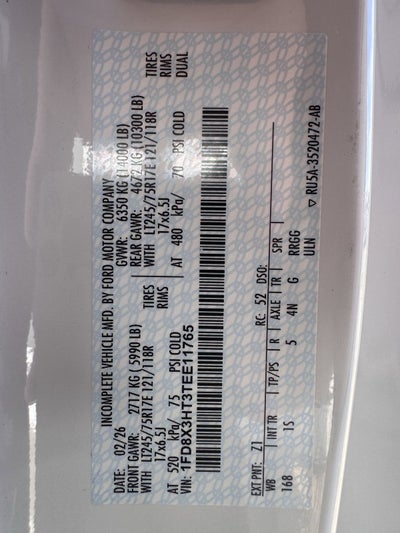 INCOMPLETE VEHICLE MFD. BY FORD MOTOR COMPANY
DATE: 02/26 GVWR: 6350 KG (14000 LB)
FRONT GAWR: 2717 KG (5990 LB) REAR GAWR: 4672 KG (10300 LB)
WITH LT245/75R17E 121/118R TIRES WITH LT245/75R17E 121/118R TIRES
17x6.5J RIMS 17x6.5J RIMS
AT 520 kPa/ 75 PSI COLD AT 480 kPa/ 70 PSI COLD DUAL
VIN: 1FD8X3HT3TEE11765
EXT PNT: Z1 RC: 52 DSO:
WB INT TR TP/PS R AXLE TR SPR
168 1S 5 4N G RRGG
ULN
▽ RU5A-3520472-AB